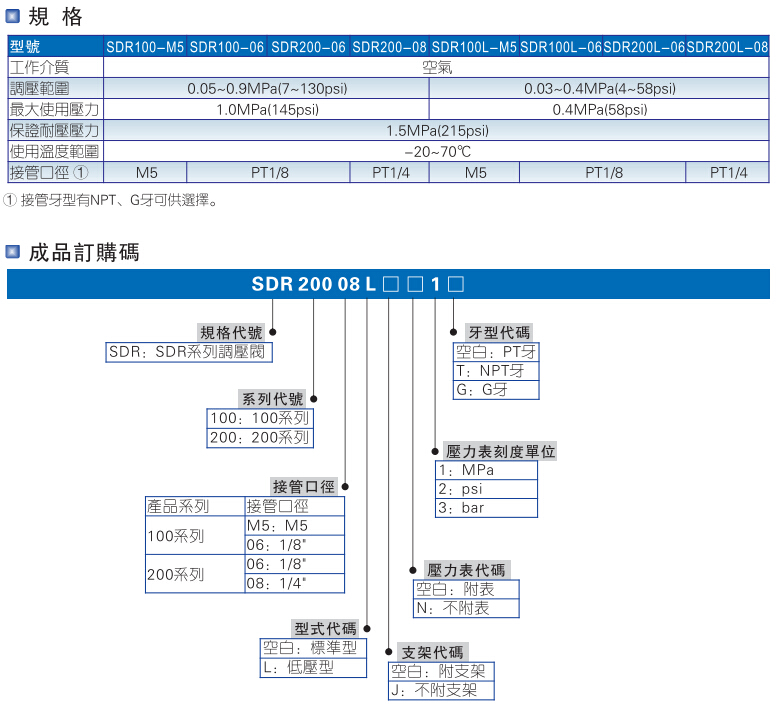 規 格
型號 SDR100-M5 SDR100-06 SDR200-06 SDR200-08 SDR100L-M5 SDR100L-06 SDR200L-06 SDR200L-08
工作介質 空氣
調壓範圍 0.05~0.9MPa(7~130psi) 0.03~0.4MPa(4~58psi)
最大使用壓力 1.0MPa(145psi) 0.4MPa(58psi)
保證耐壓壓力 1.5MPa(215psi)
使用溫度範圍 -20~70℃
接管口徑 ① M5 PT1/8 PT1/4 M5 PT1/8 PT1/4
① 接管牙型有NPT、G牙可供選擇。
成品訂購碼
SDR 200 08 L □ □ 1 □
規格代號
SDR：SDR系列調壓閥
系列代號
100：100系列
200：200系列
接管口徑
產品系列 接管口徑
100系列
M5：M5
06：1/8"
200系列
06：1/8"
08：1/4"
型式代碼
空白：標準型
L：低壓型
支架代碼
空白：附支架
J：不附支架
壓力表代碼
空白：附表
N：不附表
壓力表刻度單位
1：MPa
2：psi
3：bar
牙型代碼
空白：PT牙
T：NPT牙
G：G牙